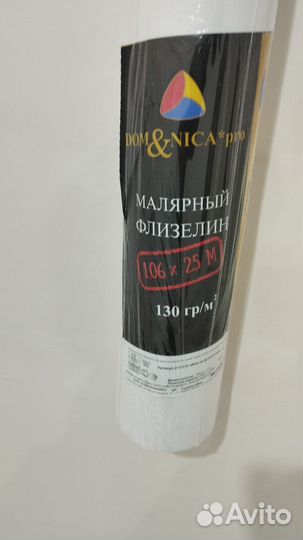 DOM&NICA*pro
МАЛЯРНЫЙ
ФЛИЗЕЛИН
1.06 x 25 М
130 гр/м²
Avito